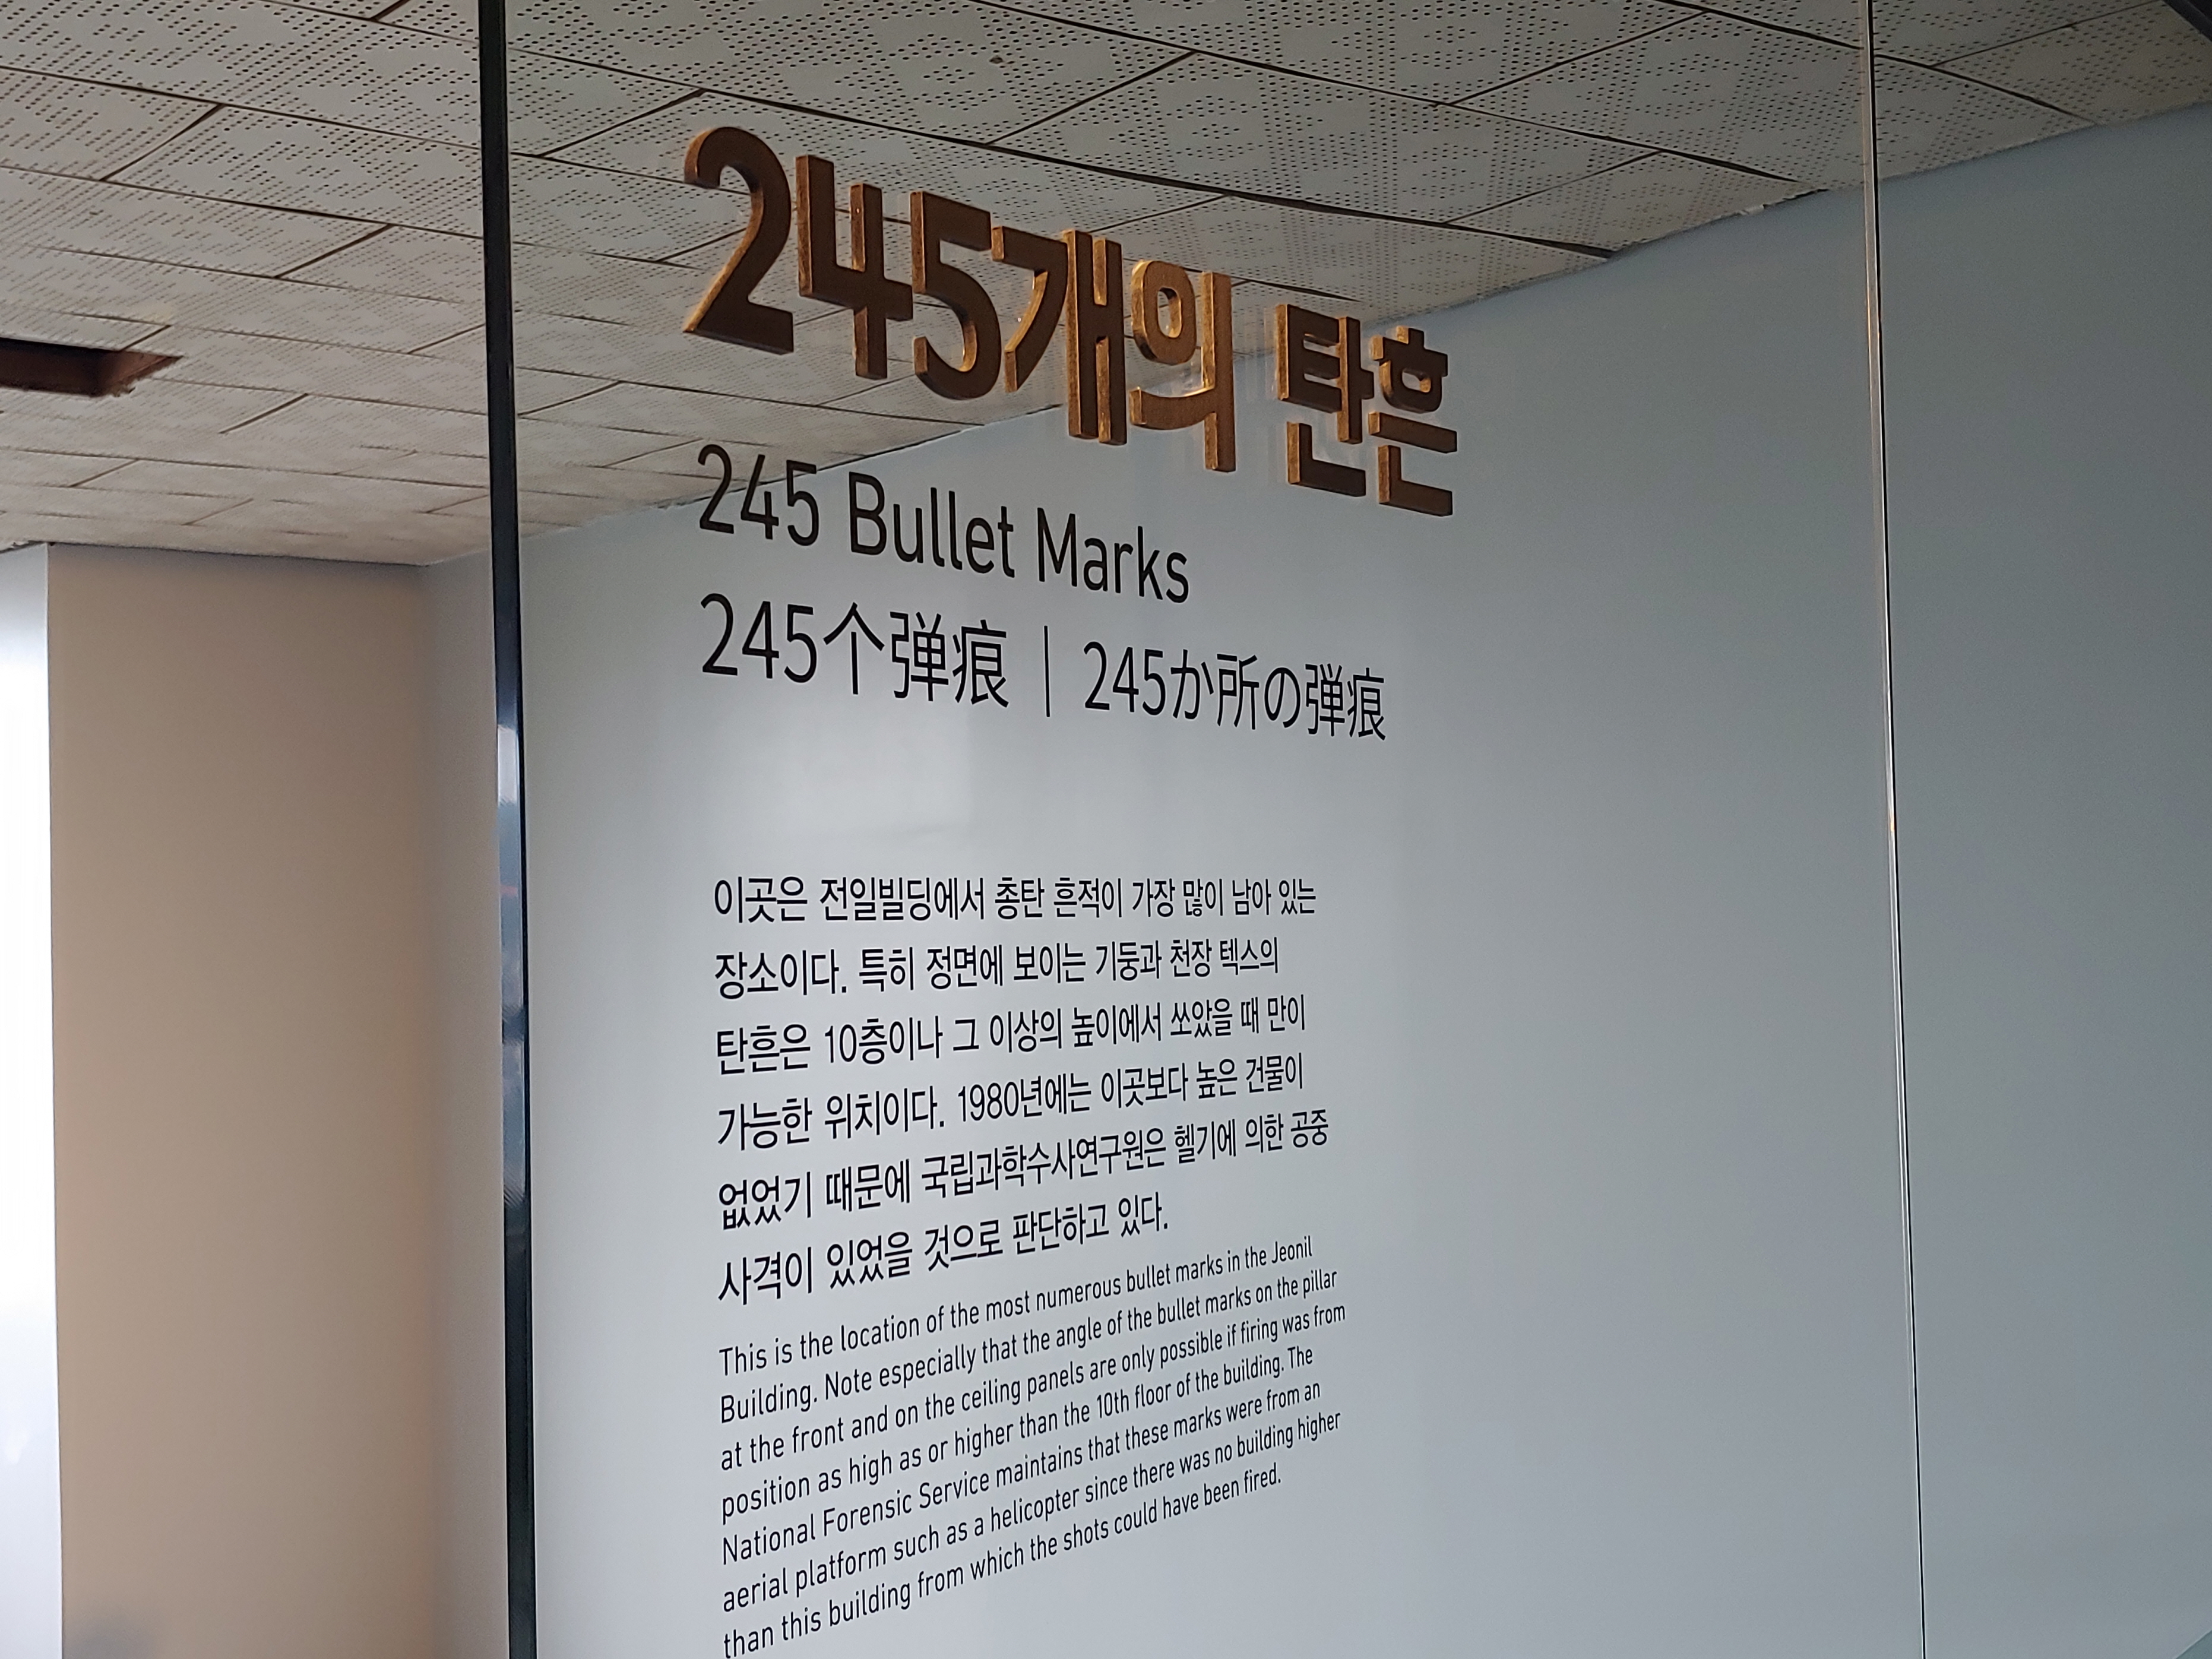 245개의 탄흔
245 Bullet Marks
245个弹痕 | 245か所の弾痕
이곳은 전일빌딩에서 총탄 흔적이 가장 많이 남아 있는
장소이다. 특히 정면에 보이는 기둥과 천장 텍스의
탄흔은 10층이나 그 이상의 높이에서 쏘았을 때 만이
가능한 위치이다. 1980년에는 이곳보다 높은 건물이
없었기 때문에 국립과학수사연구원은 헬기에 의한 공중
사격이 있었을 것으로 판단하고 있다.
This is the location of the most numerous bullet marks in the Jeonil
Building. Note especially that the angle of the bullet marks on the pillar
at the front and on the ceiling panels are only possible if firing was from
position as high as or higher than the 10th floor of the building. The
National Forensic Service maintains that these marks were from an
aerial platform such as a helicopter since there was no building higher
than this building from which the shots could have been fired.